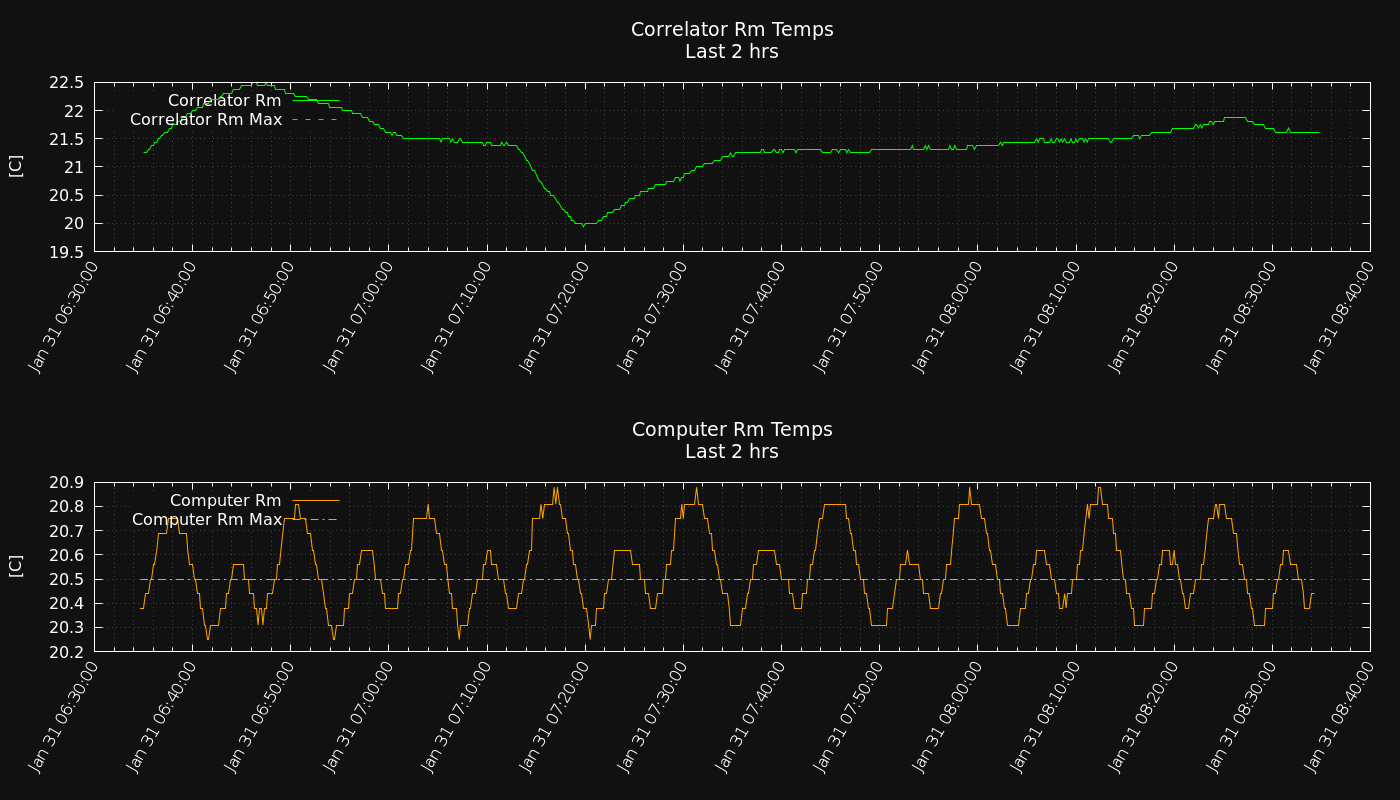 Correlator Rm Temps
Last 2 hrs
22.5
22
21.5
21
20.5
20
19.5
[C]
Correlator Rm
Correlator Rm Max
Jan 31 06:30:00
Jan 31 06:40:00
Jan 31 06:50:00
Jan 31 07:00:00
Jan 31 07:10:00
Jan 31 07:20:00
Jan 31 07:30:00
Jan 31 07:40:00
Jan 31 07:50:00
Jan 31 08:00:00
Jan 31 08:10:00
Jan 31 08:20:00
Jan 31 08:30:00
Jan 31 08:40:00
Computer Rm Temps
Last 2 hrs
20.9
20.8
20.7
20.6
20.5
20.4
20.3
20.2
[C]
Computer Rm
Computer Rm Max
Jan 31 06:30:00
Jan 31 06:40:00
Jan 31 06:50:00
Jan 31 07:00:00
Jan 31 07:10:00
Jan 31 07:20:00
Jan 31 07:30:00
Jan 31 07:40:00
Jan 31 07:50:00
Jan 31 08:00:00
Jan 31 08:10:00
Jan 31 08:20:00
Jan 31 08:30:00
Jan 31 08:40:00